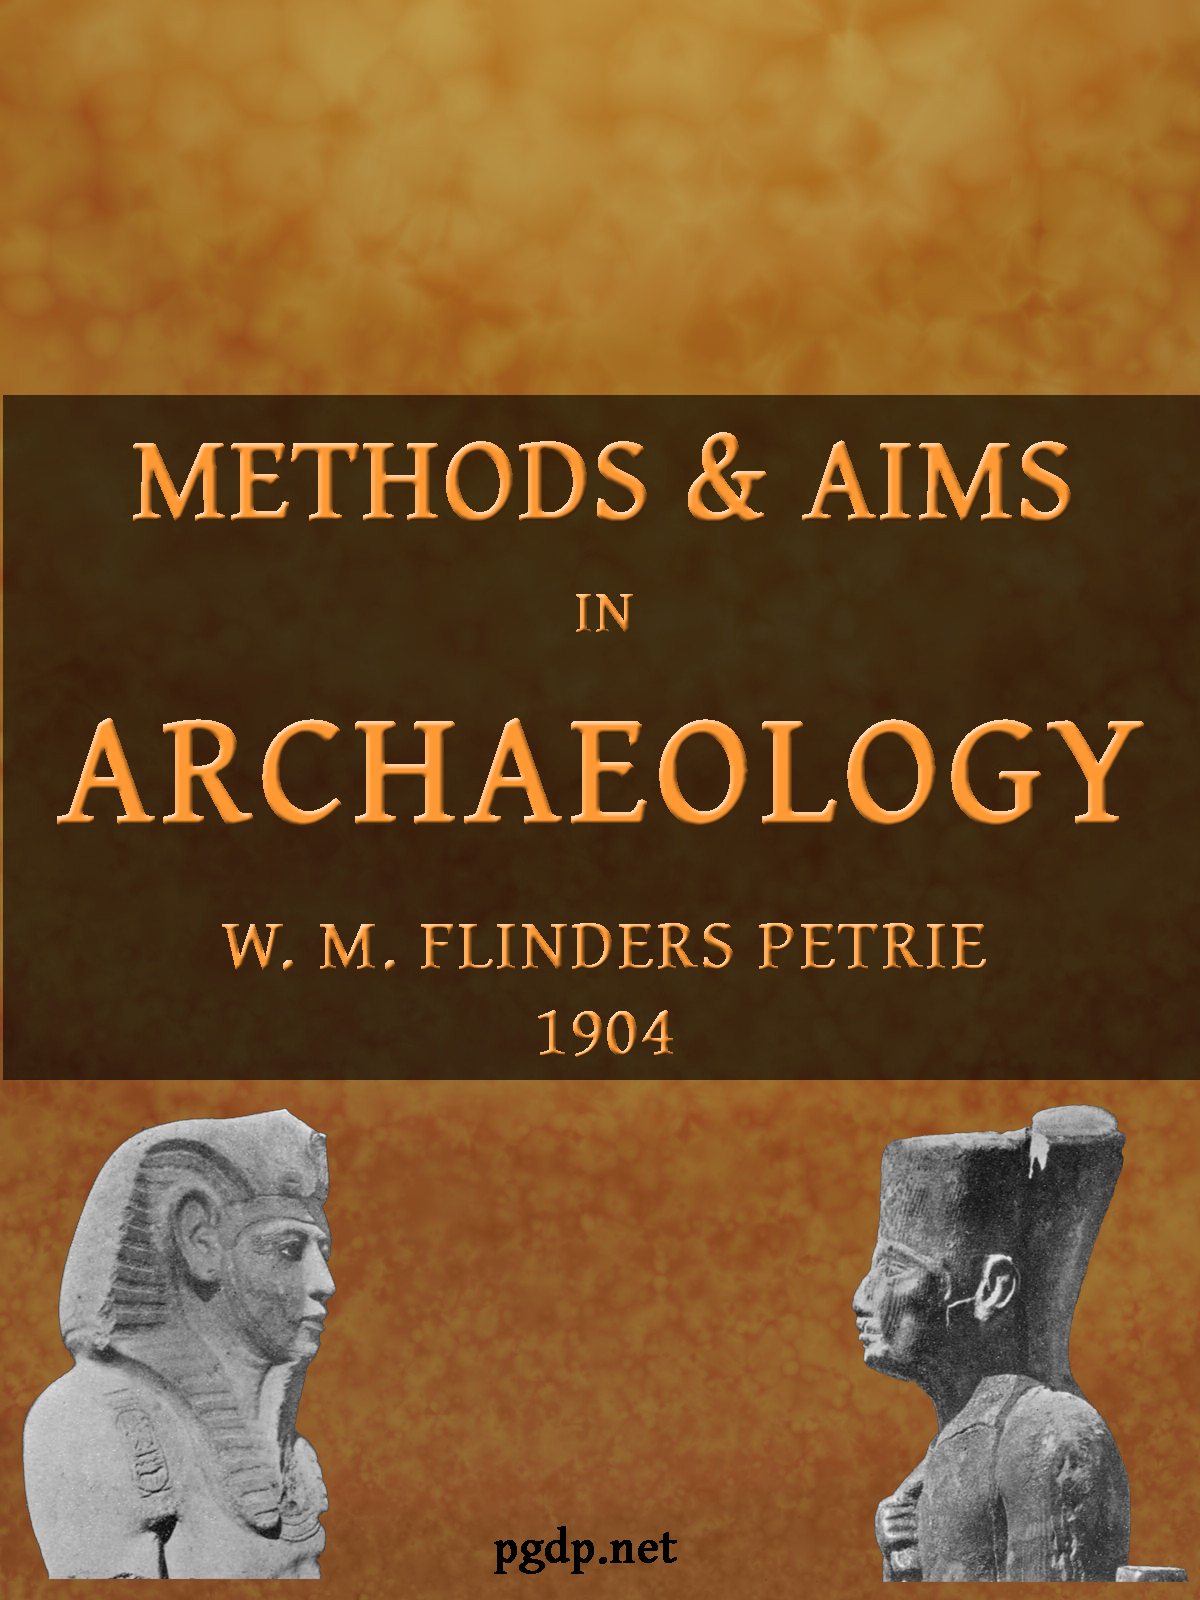 METHODS & AIMS
IN
ARCHAEOLOGY
W. M. FLINDERS PETRIE
1904
pgdp.net